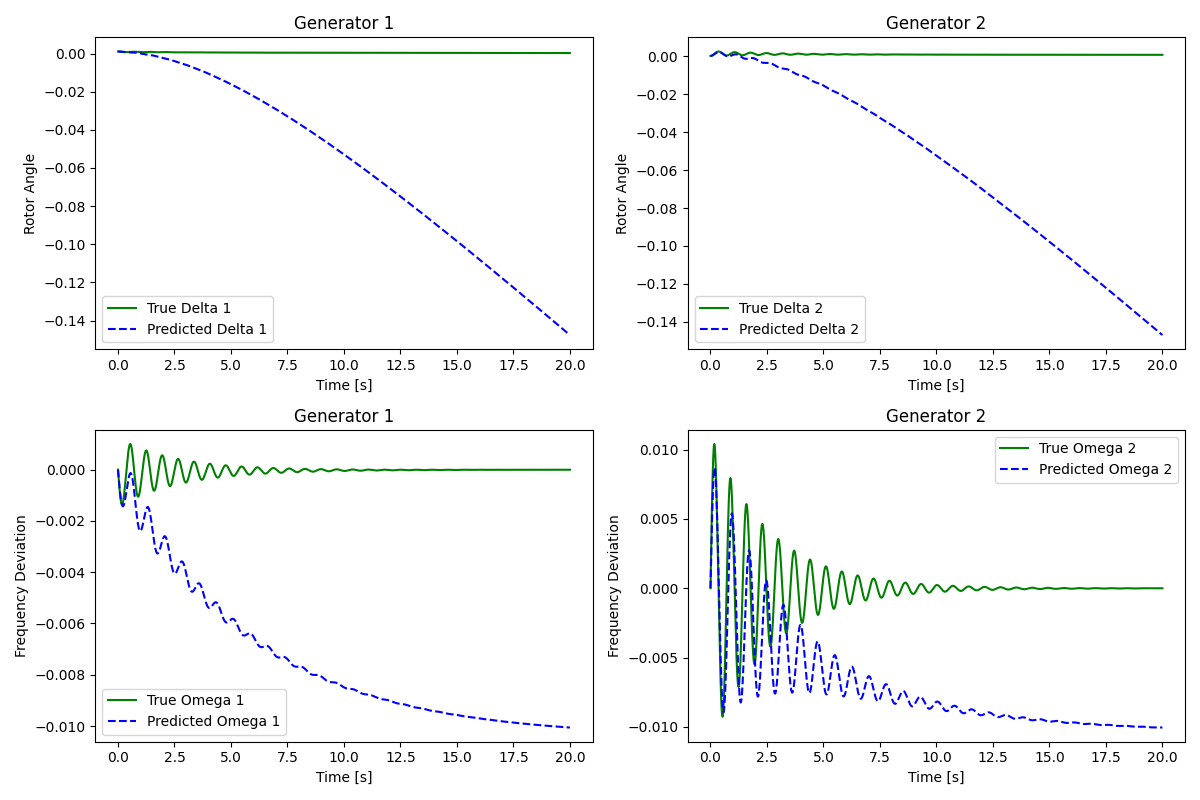 Generator 1
Rotor Angle
0.00
−0.02
−0.04
−0.06
−0.08
−0.10
−0.12
−0.14
True Delta 1
Predicted Delta 1
0.0 2.5 5.0 7.5 10.0 12.5 15.0 17.5 20.0
Time [s]
Generator 2
Rotor Angle
0.00
−0.02
−0.04
−0.06
−0.08
−0.10
−0.12
−0.14
True Delta 2
Predicted Delta 2
0.0 2.5 5.0 7.5 10.0 12.5 15.0 17.5 20.0
Time [s]
Generator 1
Frequency Deviation
0.000
−0.002
−0.004
−0.006
−0.008
−0.010
True Omega 1
Predicted Omega 1
0.0 2.5 5.0 7.5 10.0 12.5 15.0 17.5 20.0
Time [s]
Generator 2
Frequency Deviation
0.010
0.005
0.000
−0.005
−0.010
True Omega 2
Predicted Omega 2
0.0 2.5 5.0 7.5 10.0 12.5 15.0 17.5 20.0
Time [s]